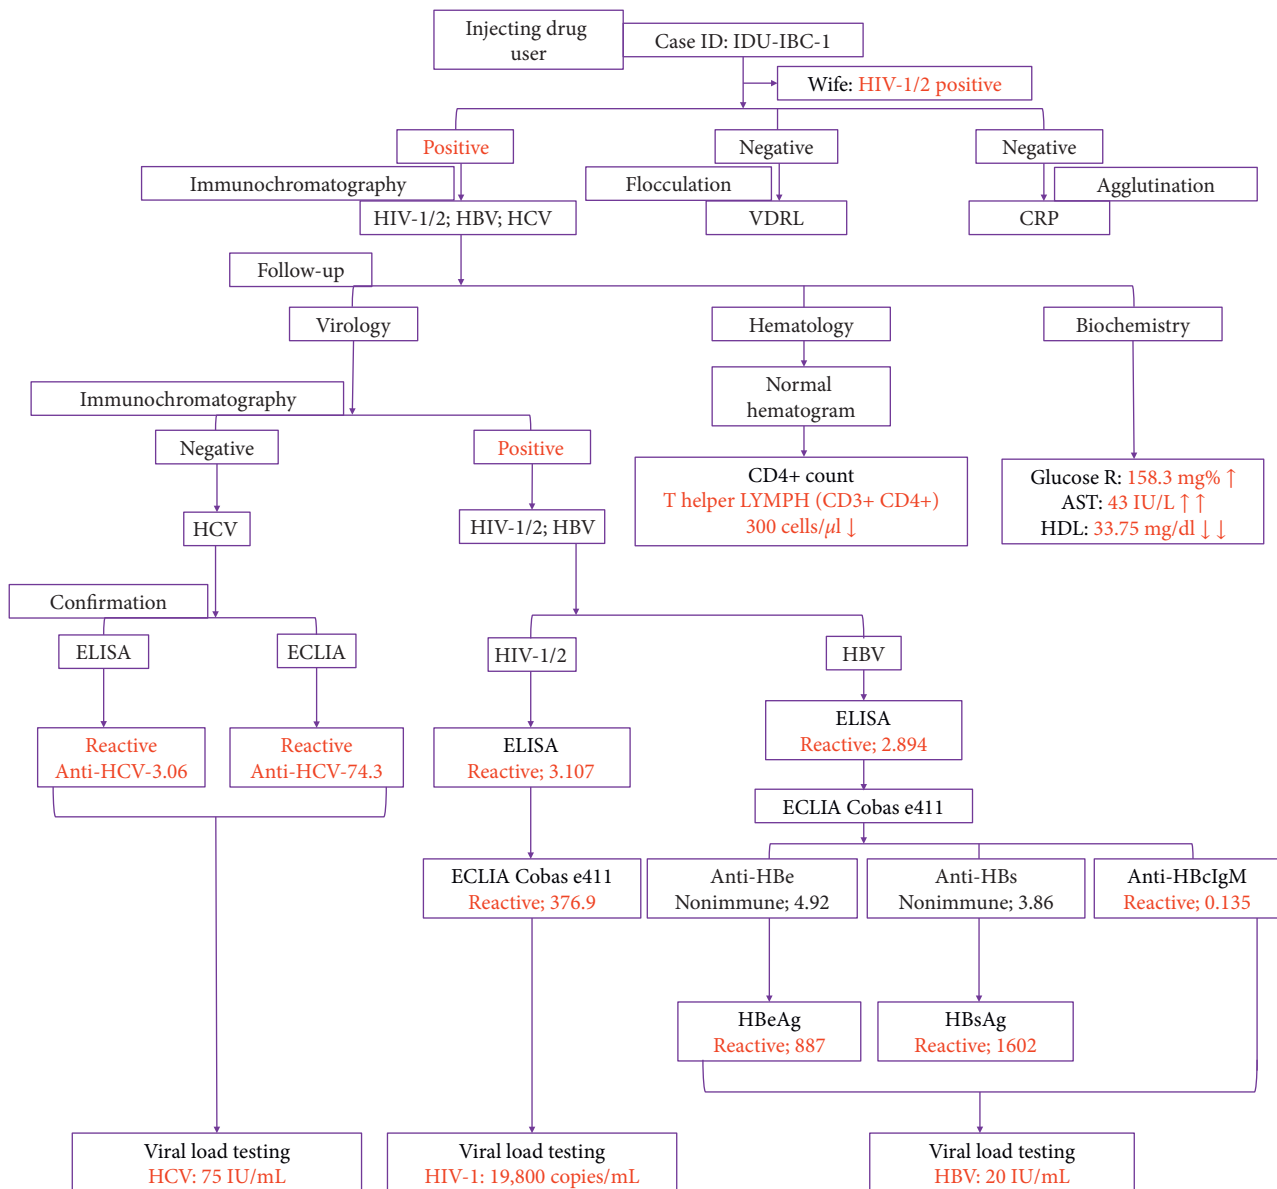 Injecting drug
user
Case ID: IDU-IBC-1
Wife: HIV-1/2 positive
Positive
Negative
Negative
Immunochromatography
Flocculation
Agglutination
HIV-1/2; HBV; HCV
VDRL
CRP
Follow-up
Virology
Hematology
Biochemistry
Immunochromatography
Normal
hematogram
Negative
Positive
CD4+ count
T helper LYMPH (CD3+ CD4+)
300 cells/µl ↓
Glucose R: 158.3 mg% ↑
AST: 43 IU/L ↑ ↑
HDL: 33.75 mg/dl ↓ ↓
HCV
HIV-1/2; HBV
Confirmation
ELISA
ECLIA
HIV-1/2
HBV
Reactive
Anti-HCV-3.06
Reactive
Anti-HCV-74.3
ELISA
Reactive; 3.107
ELISA
Reactive; 2.894
ECLIA Cobas e411
ECLIA Cobas e411
Reactive; 376.9
Anti-HBe
Nonimmune; 4.92
Anti-HBs
Nonimmune; 3.86
Anti-HBcIgM
Reactive; 0.135
HBeAg
Reactive; 887
HBsAg
Reactive; 1602
Viral load testing
HCV: 75 IU/mL
Viral load testing
HIV-1: 19,800 copies/mL
Viral load testing
HBV: 20 IU/mL